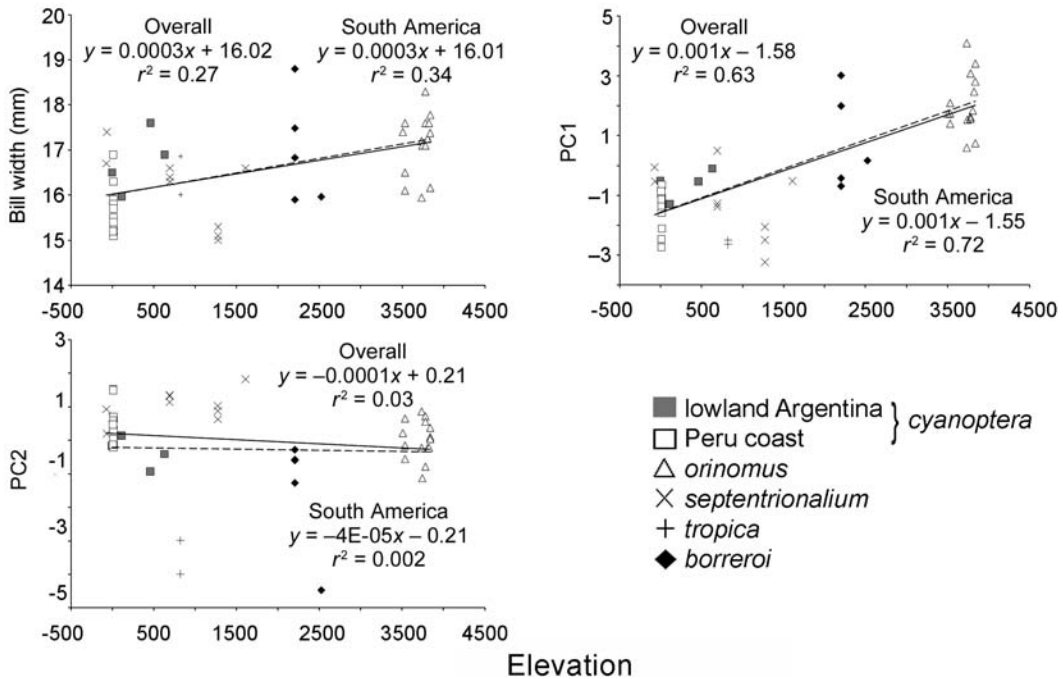 20
19
18
17
16
15
14
Bill width (mm)
Overall
y = 0.0003x + 16.02
r² = 0.27
South America
y = 0.0003x + 16.01
r² = 0.34
-500 500 1500 2500 3500 4500
5
3
1
−1
−3
PC1
Overall
y = 0.001x – 1.58
r² = 0.63
South America
y = 0.001x – 1.55
r² = 0.72
-500 500 1500 2500 3500 4500
3
1
-1
-3
-5
PC2
Overall
y = –0.0001x + 0.21
r² = 0.03
South America
y = –4E-05x – 0.21
r² = 0.002
-500 500 1500 2500 3500 4500
Elevation
lowland Argentina
Peru coast
cyanoptera
orinomus
septentrionalium
tropica
borreroi